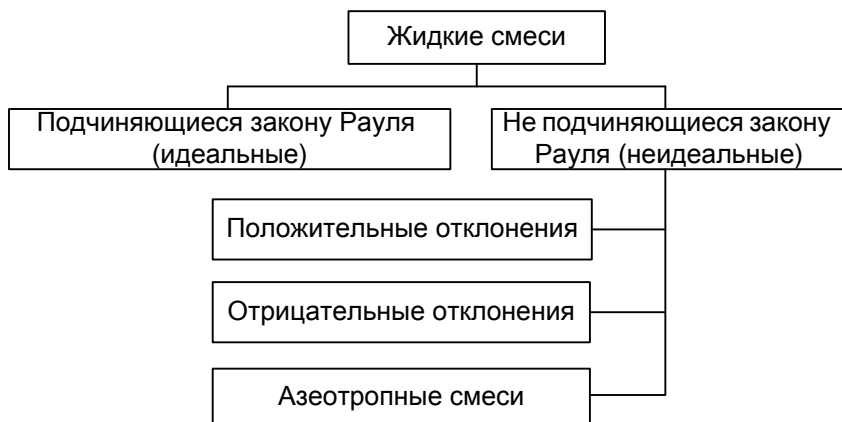 Жидкие смеси
Подчиняющиеся закону Рауля
(идеальные)
Не подчиняющиеся закону
Рауля (неидеальные)
Положительные отклонения
Отрицательные отклонения
Азеотропные смеси